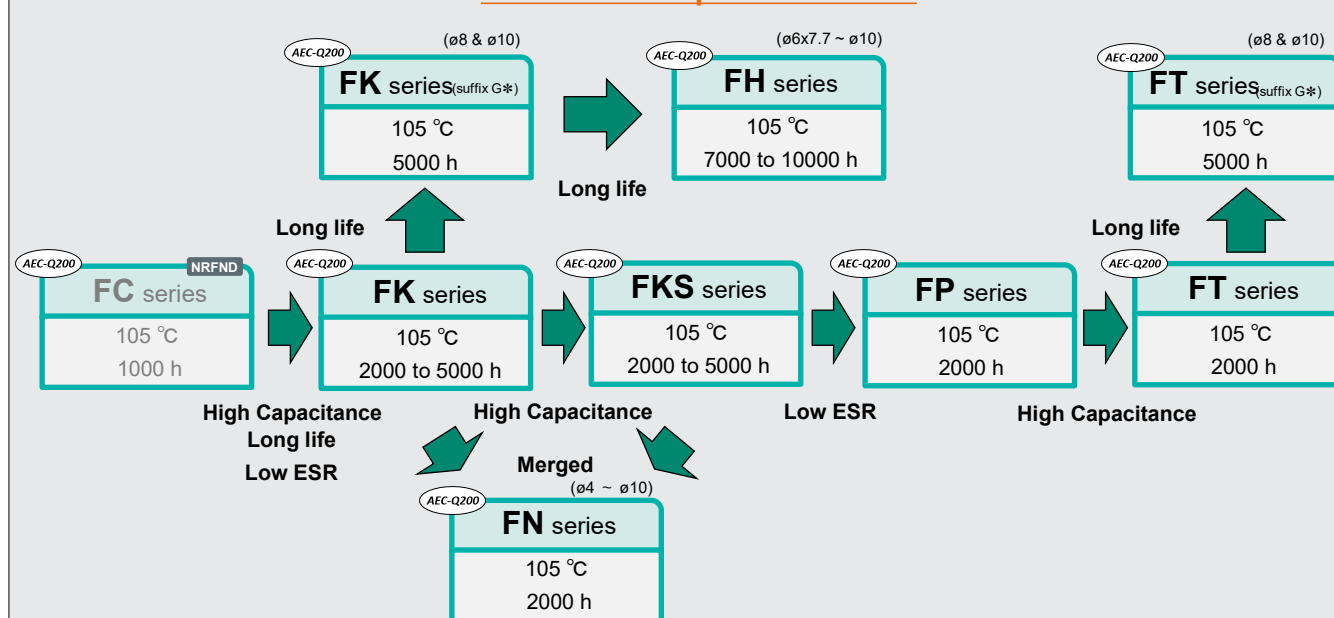 (ø8 & ø10)
AEC-Q200
FK series(suffix G✻)
105 ℃
5000 h
Long life
(ø6x7.7 ~ ø10)
AEC-Q200
FH series
105 ℃
7000 to 10000 h
(ø8 & ø10)
AEC-Q200
FT series(suffix G✻)
105 ℃
5000 h
Long life
Long life
AEC-Q200
NRFND
FC series
105 ℃
1000 h
High Capacitance
Long life
Low ESR
AEC-Q200
FK series
105 ℃
2000 to 5000 h
High Capacitance
AEC-Q200
FKS series
105 ℃
2000 to 5000 h
Low ESR
AEC-Q200
FP series
105 ℃
2000 h
High Capacitance
AEC-Q200
FT series
105 ℃
2000 h
Merged
(ø4 ~ ø10)
AEC-Q200
FN series
105 ℃
2000 h